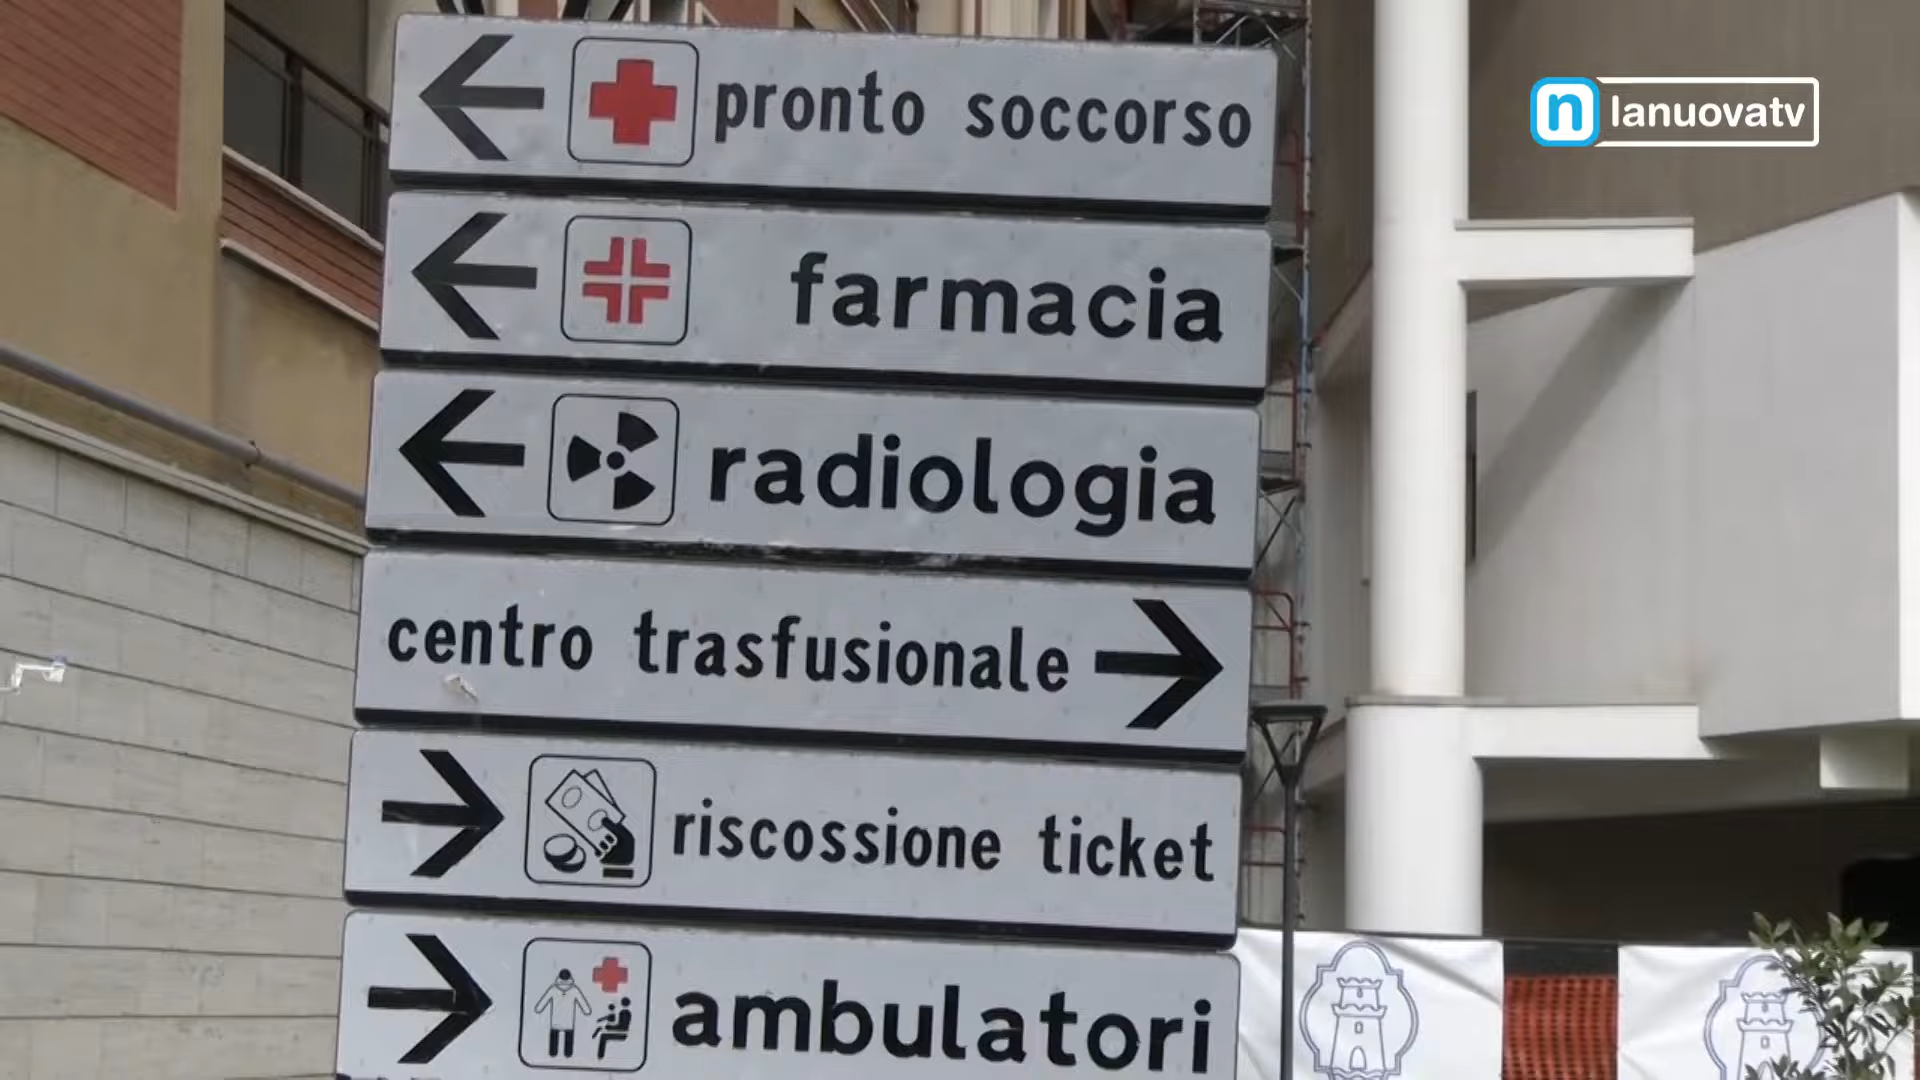 n lanuovatv
pronto soccorso
farmacia
radiologia
centro trasfusionale
riscossione ticket
ambulatori